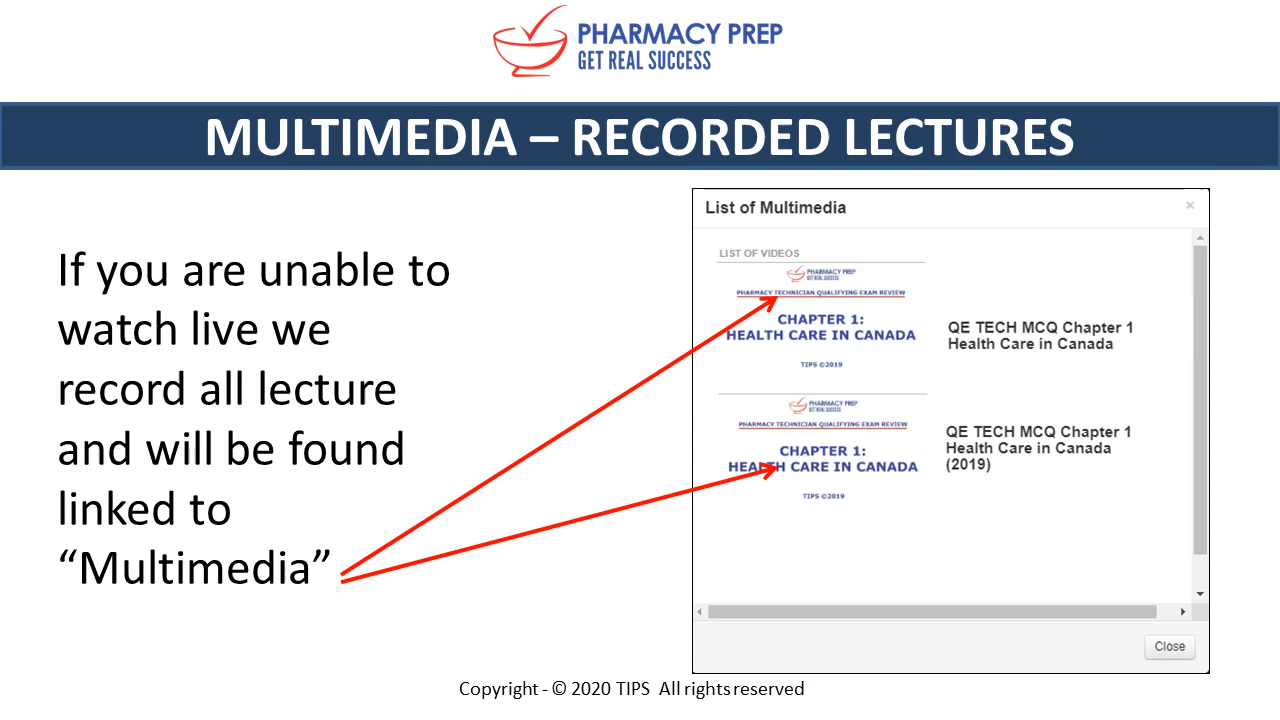 PHARMACY PREP
GET REAL SUCCESS
MULTIMEDIA – RECORDED LECTURES
If you are unable to
watch live we
record all lecture
and will be found
linked to
“Multimedia”
List of Multimedia
×
LIST OF VIDEOS
PHARMACY PREP
GET REAL SUCCESS
PHARMACY TECHNICIAN QUALIFYING EXAM REVIEW
CHAPTER 1:
HEALTH CARE IN CANADA
TIPS ©2019
QE TECH MCQ Chapter 1
Health Care in Canada
PHARMACY PREP
GET REAL SUCCESS
PHARMACY TECHNICIAN QUALIFYING EXAM REVIEW
CHAPTER 1:
HEALTH CARE IN CANADA
TIPS ©2019
QE TECH MCQ Chapter 1
Health Care in Canada
(2019)
Close
Copyright - © 2020 TIPS All rights reserved